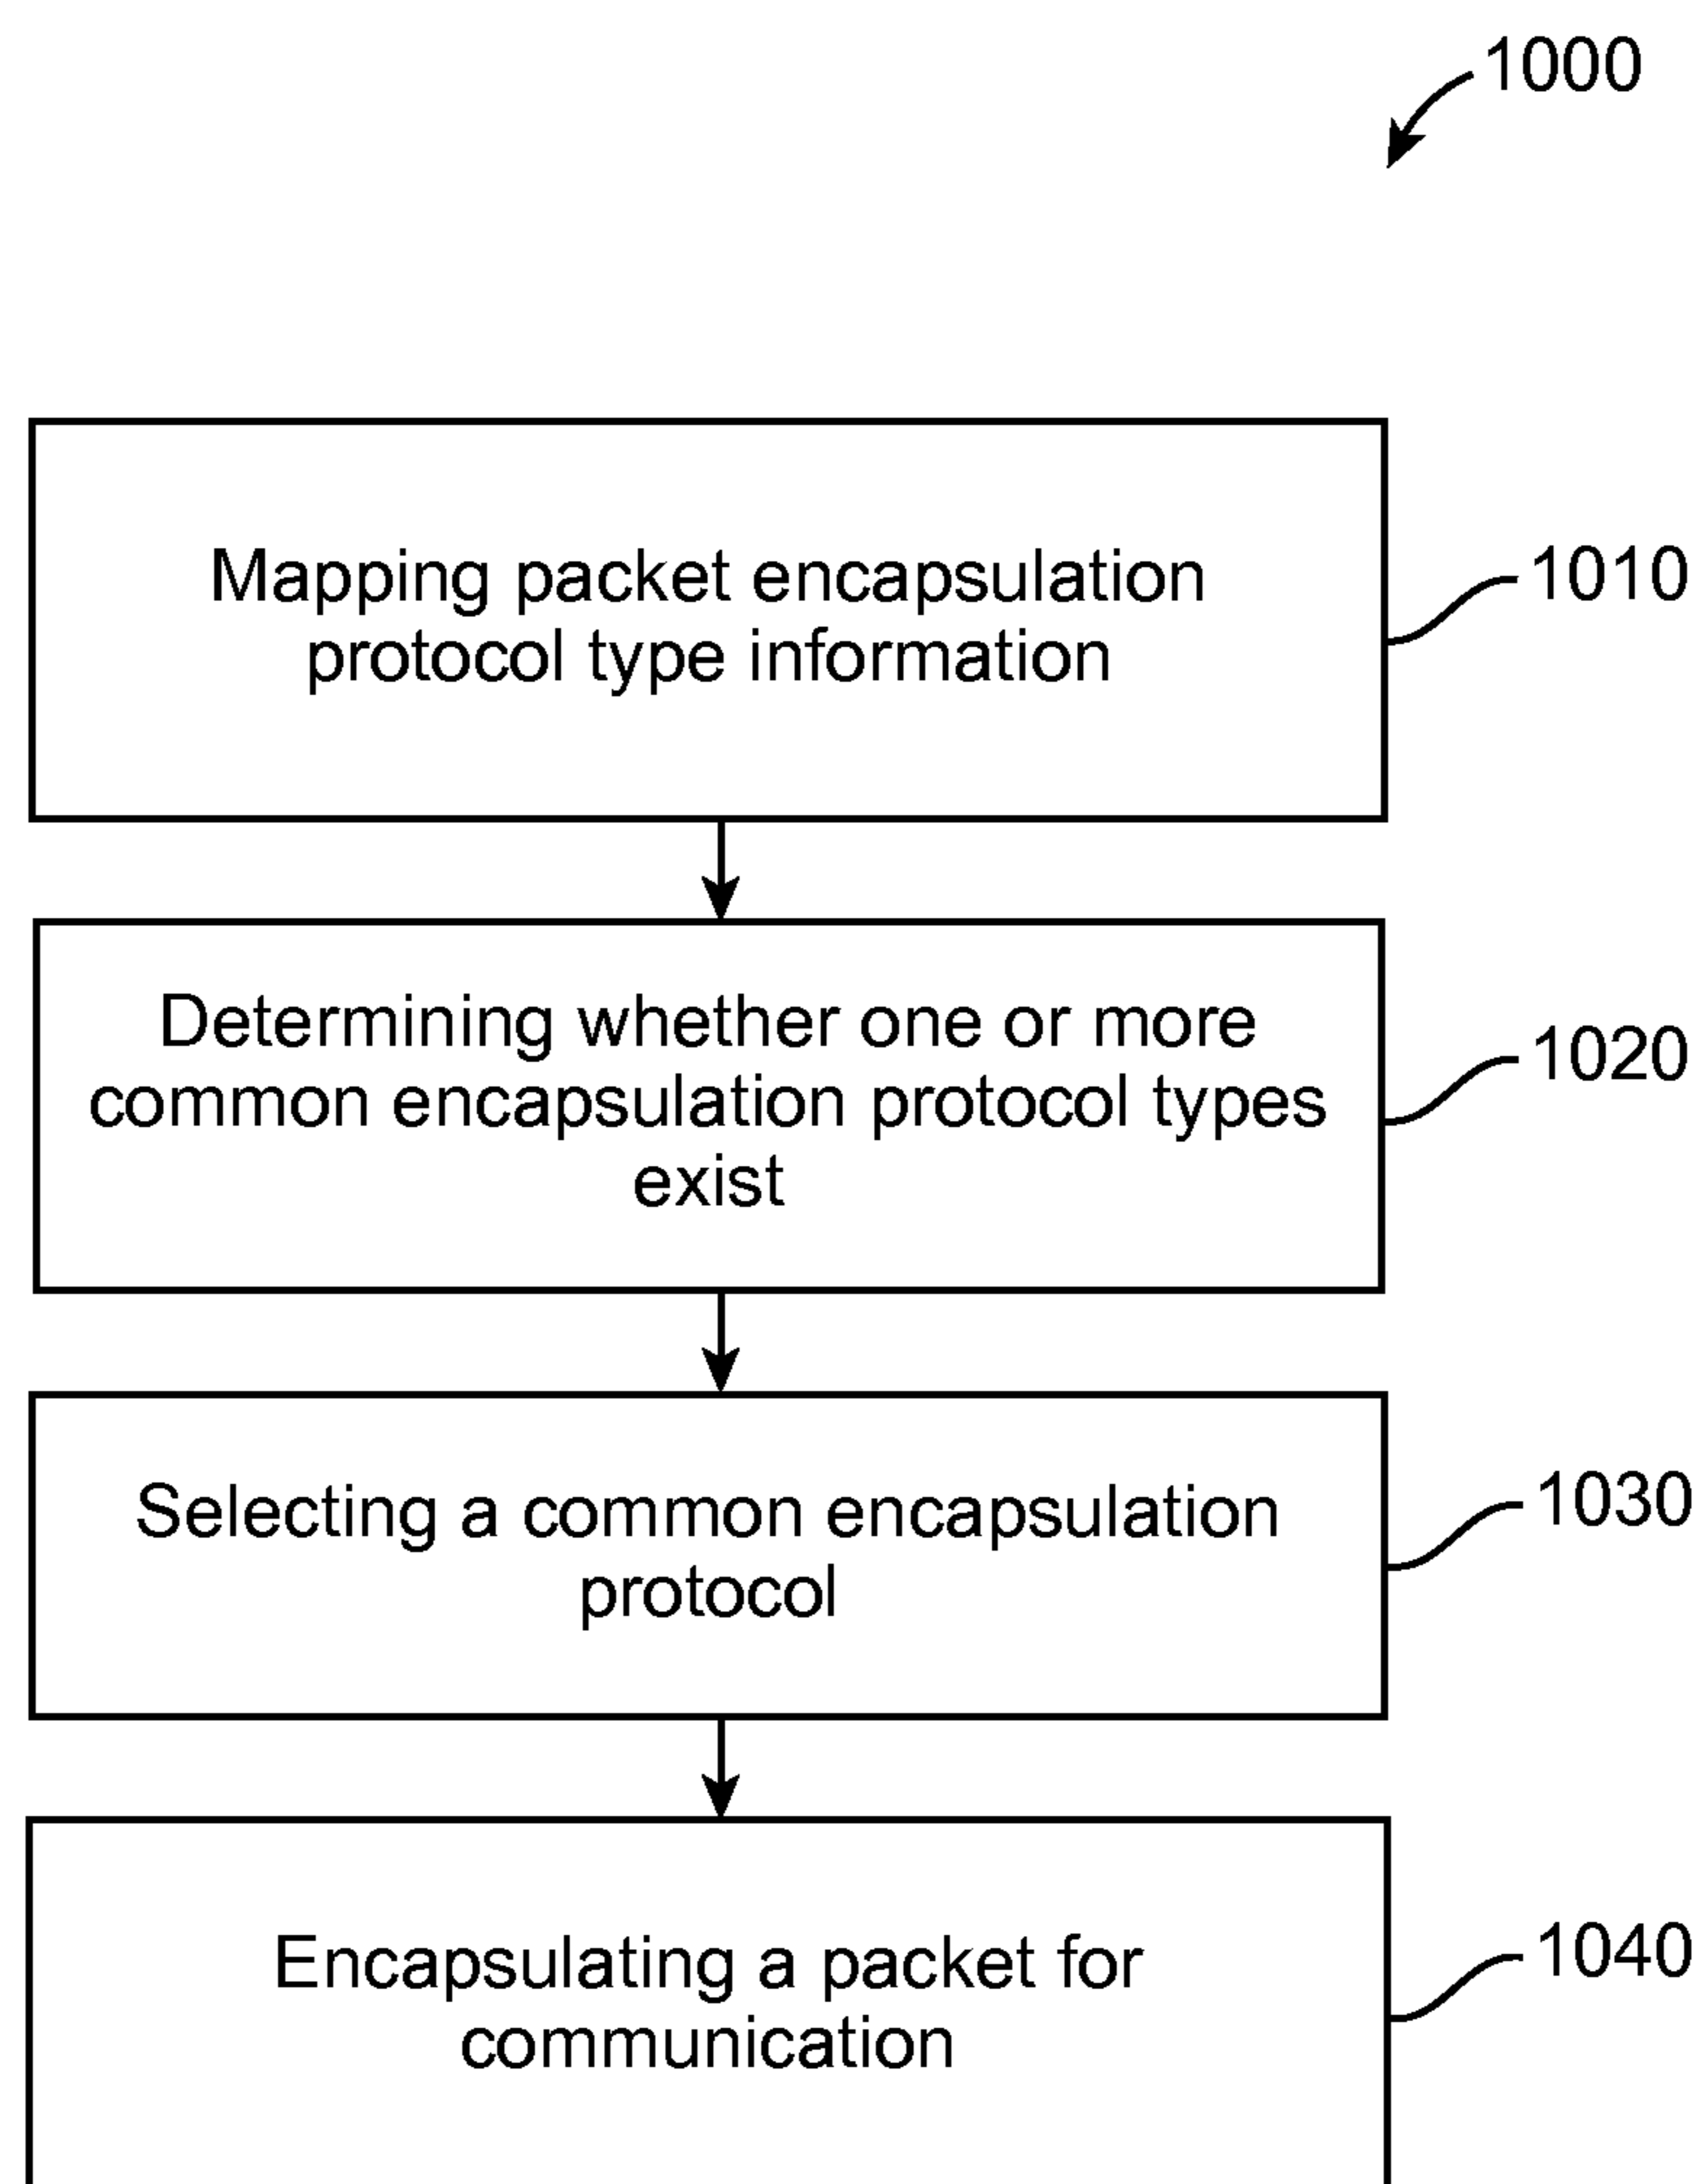 1000
Mapping packet encapsulation
protocol type information
1010
Determining whether one or more
common encapsulation protocol types
exist
1020
Selecting a common encapsulation
protocol
1030
Encapsulating a packet for
communication
1040